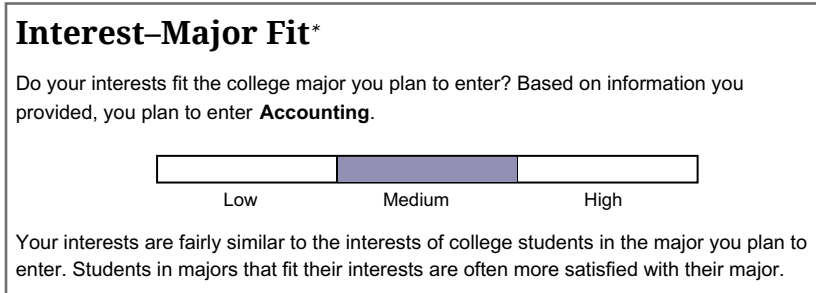 Interest–Major Fit*
Do your interests fit the college major you plan to enter? Based on information you
provided, you plan to enter Accounting.
Low Medium High
Your interests are fairly similar to the interests of college students in the major you plan to
enter. Students in majors that fit their interests are often more satisfied with their major.